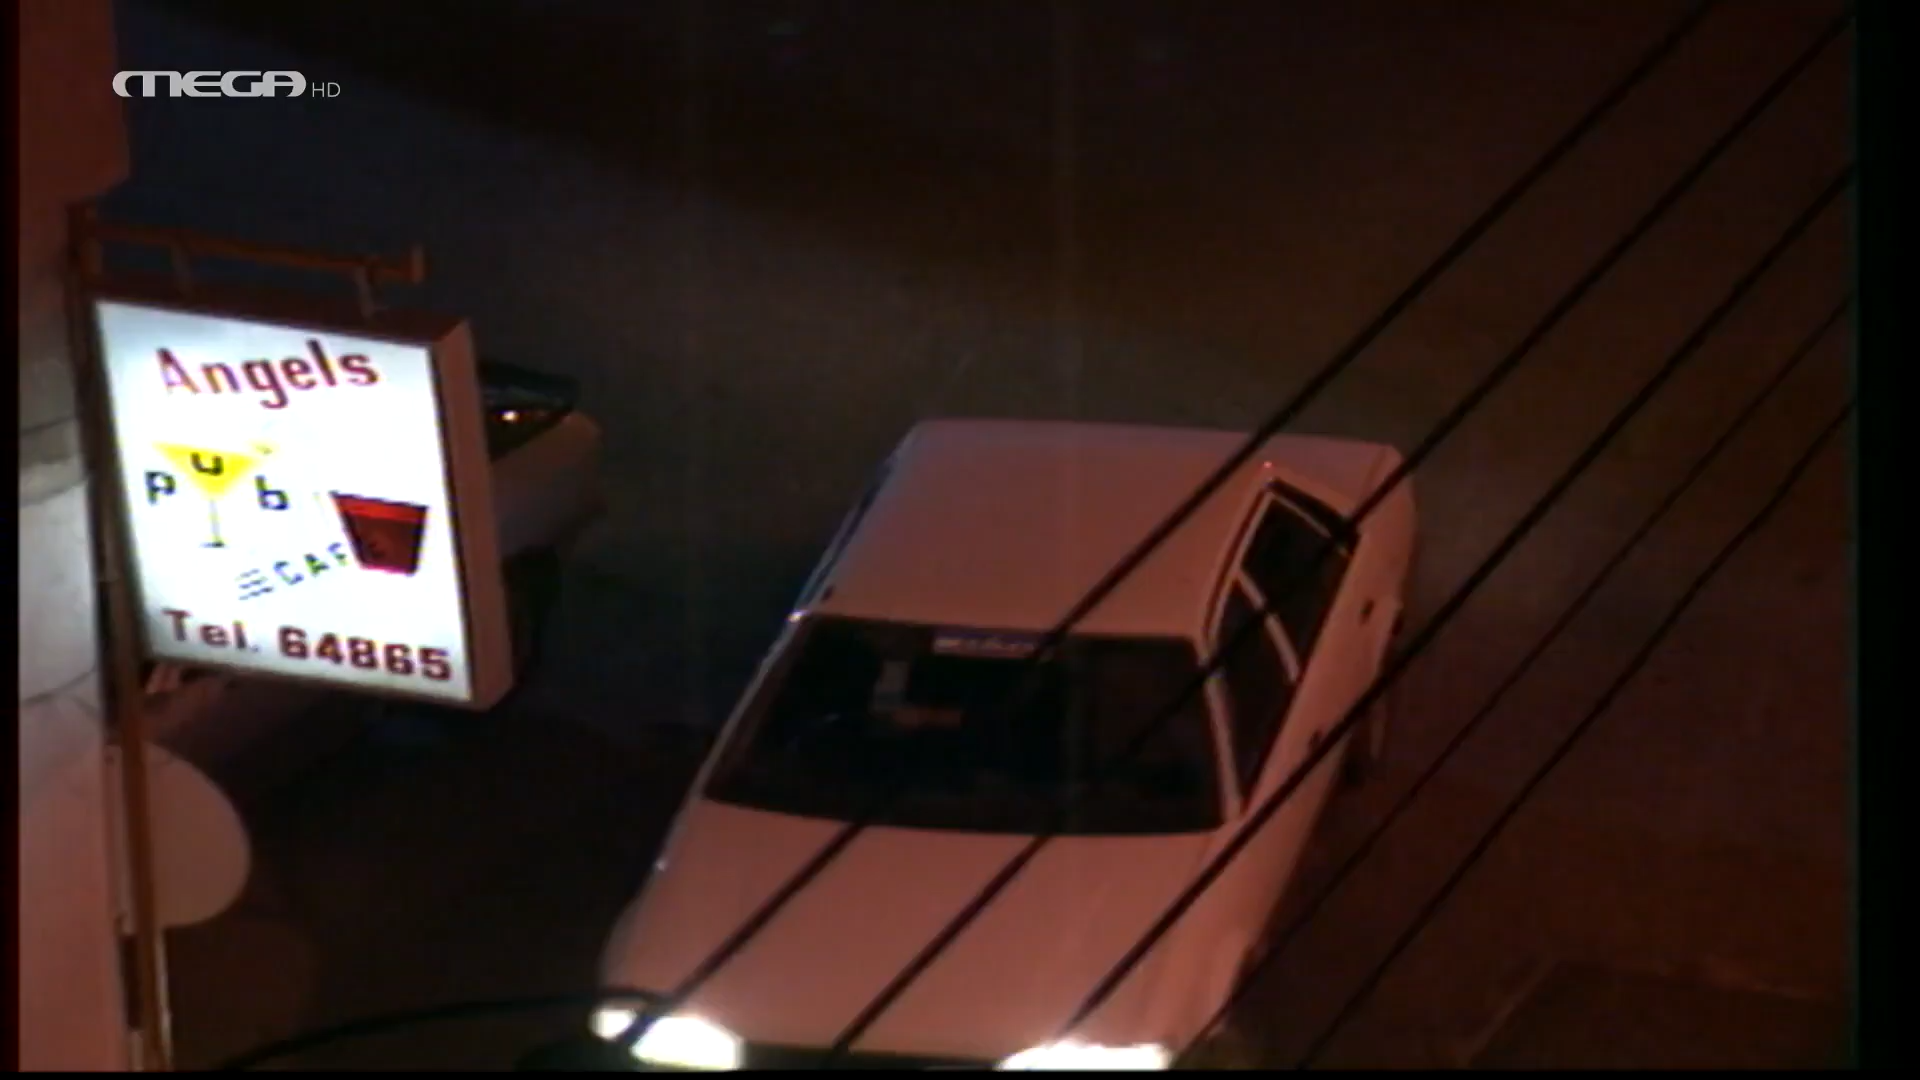 MEGA HD
Angels
pub
CAFE
Tel. 64865